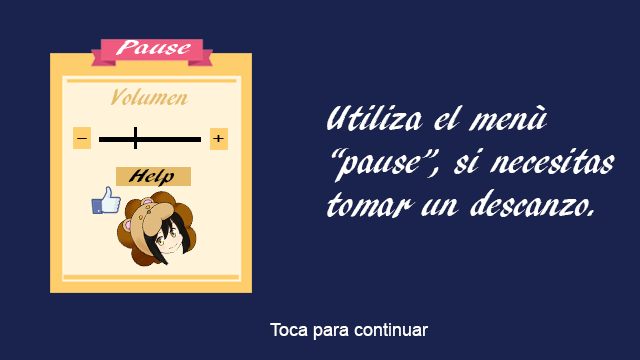 Pause
Volumen
- +
Help
Utiliza el menù
“pause”, si necesitas
tomar un descanzo.
Toca para continuar